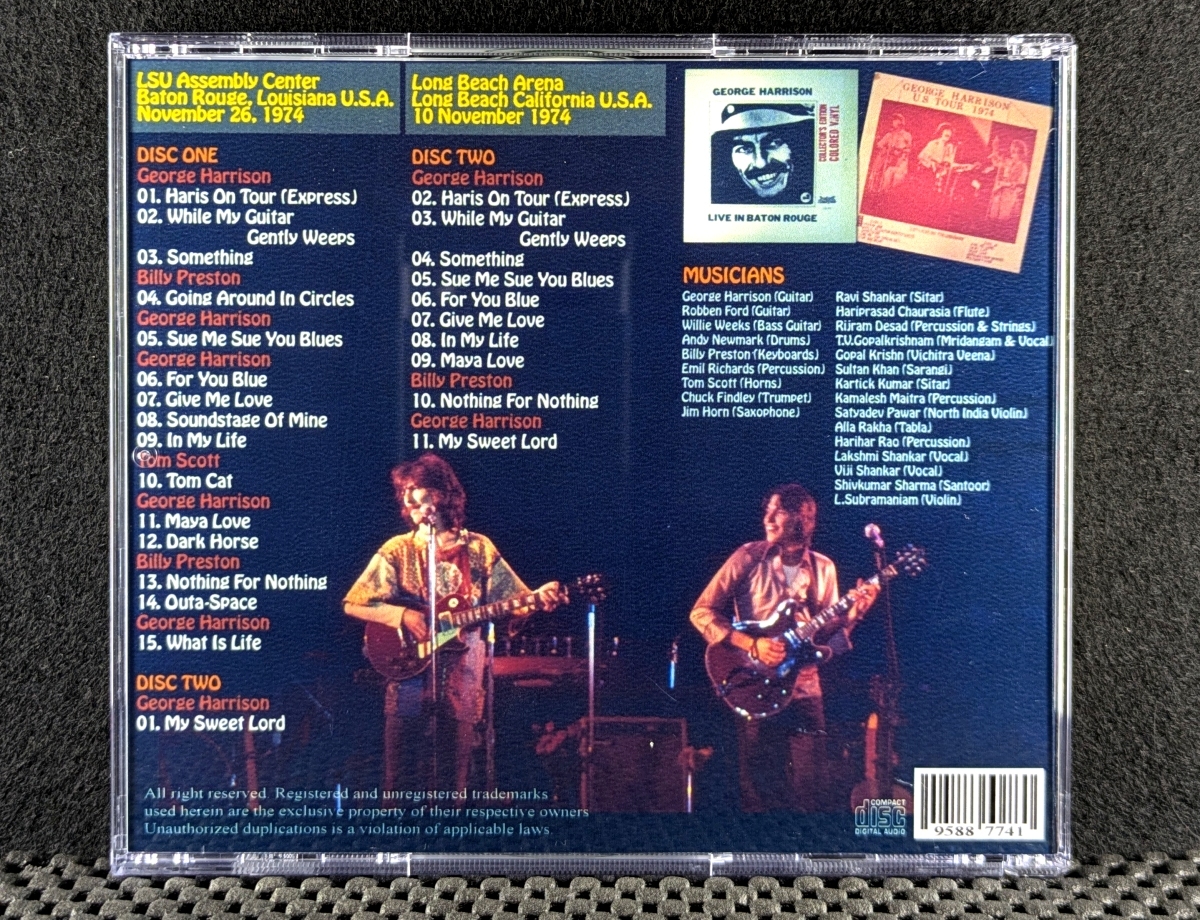 LSU Assembly Center
Baton Rouge, Louisiana U.S.A.
November 26, 1974
DISC ONE
George Harrison
01. Haris On Tour (Express)
02. While My Guitar
Gently Weeps
03. Something
Billy Preston
04. Going Around In Circles
George Harrison
05. Sue Me Sue You Blues
George Harrison
06. For You Blue
07. Give Me Love
08. Soundstage Of Mine
09. In My Life
Tom Scott
10. Tom Cat
George Harrison
11. Maya Love
12. Dark Horse
Billy Preston
13. Nothing For Nothing
14. Outa-Space
George Harrison
15. What Is Life
DISC TWO
George Harrison
01. My Sweet Lord
Long Beach Arena
Long Beach California U.S.A.
10 November 1974
DISC TWO
George Harrison
02. Haris On Tour (Express)
03. While My Guitar
Gently Weeps
04. Something
05. Sue Me Sue You Blues
06. For You Blue
07. Give Me Love
08. In My Life
09. Maya Love
Billy Preston
10. Nothing For Nothing
George Harrison
11. My Sweet Lord
GEORGE HARRISON
COLLECTOR'S EDITION
COLORED VINYL
LIVE IN BATON ROUGE
GEORGE HARRISON
US TOUR 1974
MUSICIANS
George Harrison (Guitar)
Robben Ford (Guitar)
Willie Weeks (Bass Guitar)
Andy Newmark (Drums)
Billy Preston (Keyboards)
Emil Richards (Percussion)
Tom Scott (Horns)
Chuck Findley (Trumpet)
Jim Horn (Saxophone)
Ravi Shankar (Sitar)
Hariprasad Chaurasia (Flute)
Rijram Desad (Percussion & Strings)
T.V.Gopalkrishnam (Mridangam & Vocal)
Gopal Krishn (Vichitra Veena)
Sultan Khan (Sarangi)
Kartick Kumar (Sitar)
Kamalesh Maitra (Percussion)
Satyadev Pawar (North India Violin)
Alla Rakha (Tabla)
Harihar Rao (Percussion)
Lakshmi Shankar (Vocal)
Viji Shankar (Vocal)
Shivkumar Sharma (Santoor)
L.Subramaniam (Violin)
All right reserved. Registered and unregistered trademarks
used herein are the exclusive property of their respective owners
Unauthorized duplications is a violation of applicable laws
COMPACT
disc
DIGITAL AUDIO
9588 7741